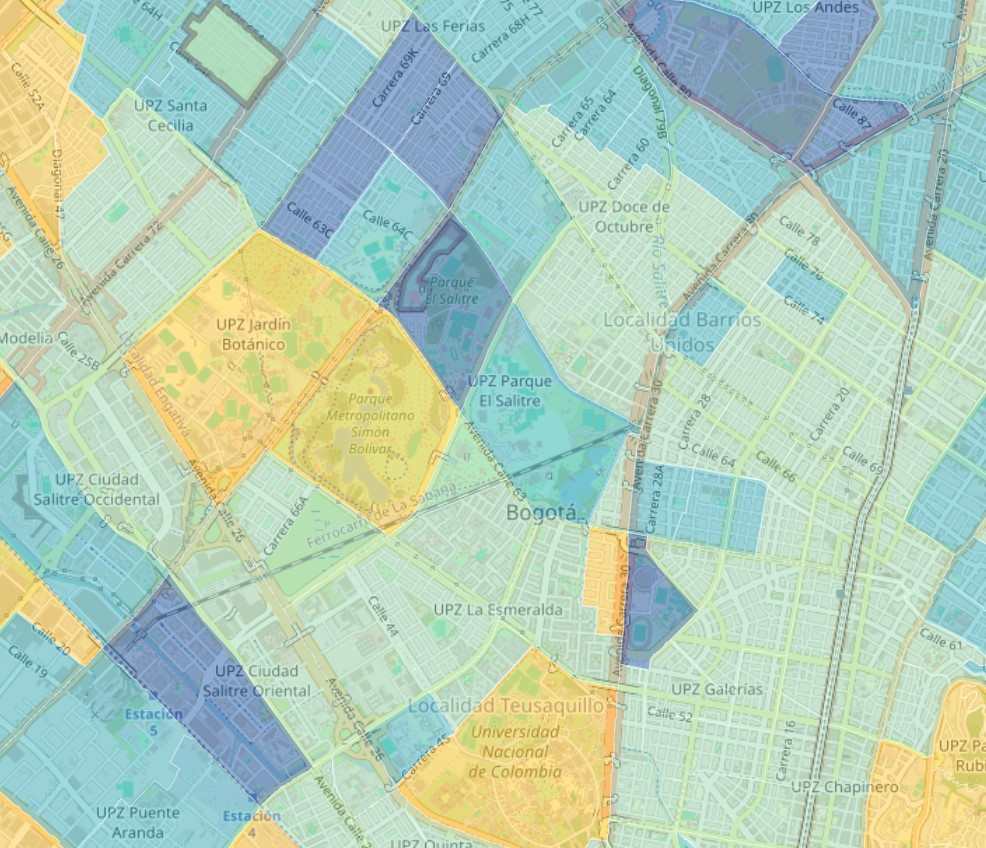 Calle 64H
UPZ Las Ferias
Carrera 68H
75
77
UPZ Los Andes
Carrera 69K
Carrera 69
Calle 52A
UPZ Santa
Cecilia
Avenida Calle 80
Diagonal 79B
Carrera 65
Carrera 64
Calle 87
Carrera 60
Diagonal 47
Avenida Calle 26
Calle 63C
Calle 64C
UPZ Doce de
Octubre
Río Salitre
Avenida Carrera 20
Calle 78
Avenida Carrera 72
Parque
El Salitre
Calle 76
Calle 74
Avenida Carrera 50
Modelia
Calle 25B
UPZ Jardín
Botánico
Localidad Barrios
Unidos
Localidad Engativá
UPZ Parque
El Salitre
Parque
Metropolitano
Simón
Bolívar
Avenida Carrera 30
Carrera 28
Carrera 20
Avenida Calle 63
Calle 64
Calle 66
Calle 69
UPZ Ciudad
Salitre Occidental
Avenida Calle 26
Carrera 66A
Ferrocarril de La Sabana
Carrera 28A
Bogotá
Calle 44
UPZ La Esmeralda
Carrera 30
Calle 20
Calle 19
Calle 61
UPZ Ciudad
Salitre Oriental
Estación
5
Avenida Calle 26
Localidad Teusaquillo
UPZ Galerías
Calle 52
Carrera 45
Universidad
Nacional
de Colombia
Carrera 16
UPZ Pa
Rubi
UPZ Chapinero
UPZ Puente
Aranda
Estación
4
Avenida Calle 2
UPZ Quinta